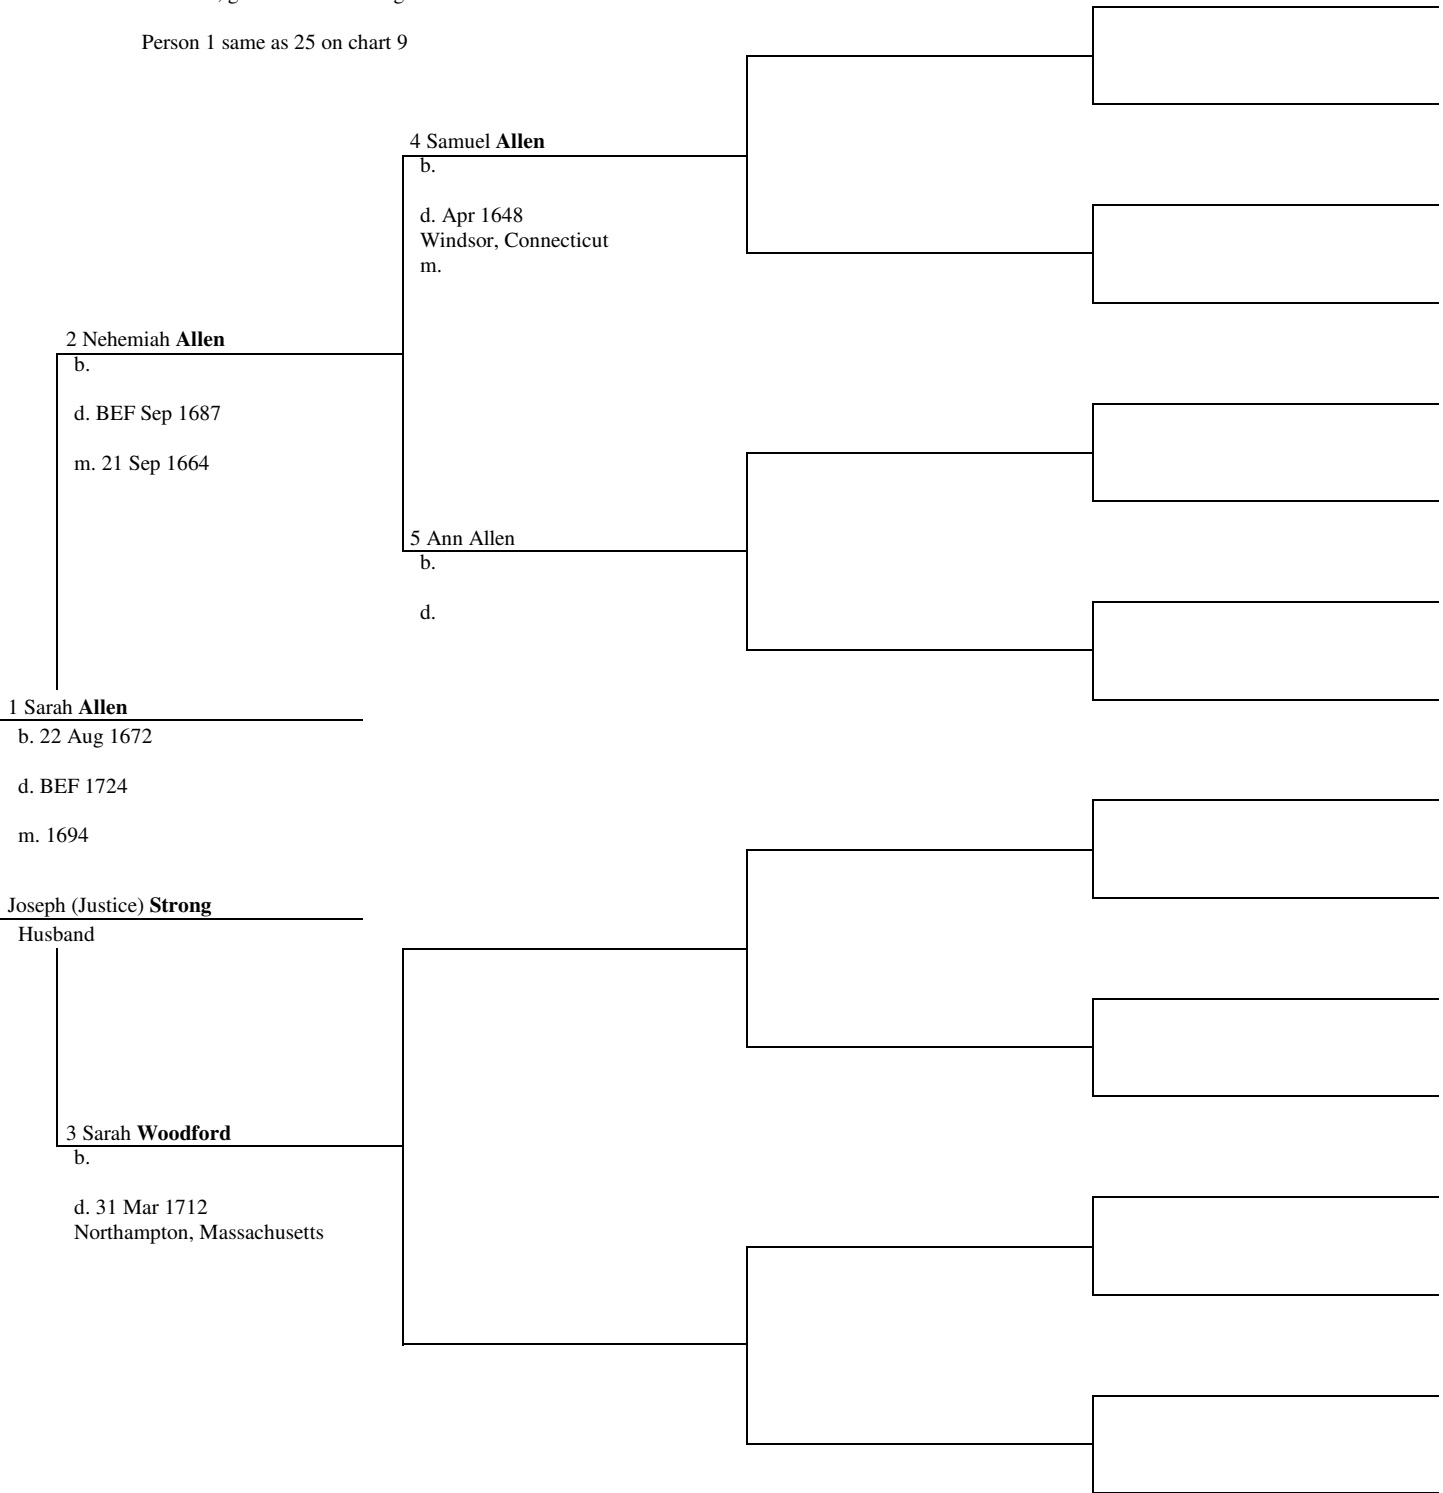 Person 1 same as 25 on chart 9
4 Samuel Allen
b.
d. Apr 1648
Windsor, Connecticut
m.
2 Nehemiah Allen
b.
d. BEF Sep 1687
m. 21 Sep 1664
5 Ann Allen
b.
d.
1 Sarah Allen
b. 22 Aug 1672
d. BEF 1724
m. 1694
Joseph (Justice) Strong
Husband
3 Sarah Woodford
b.
d. 31 Mar 1712
Northampton, Massachusetts